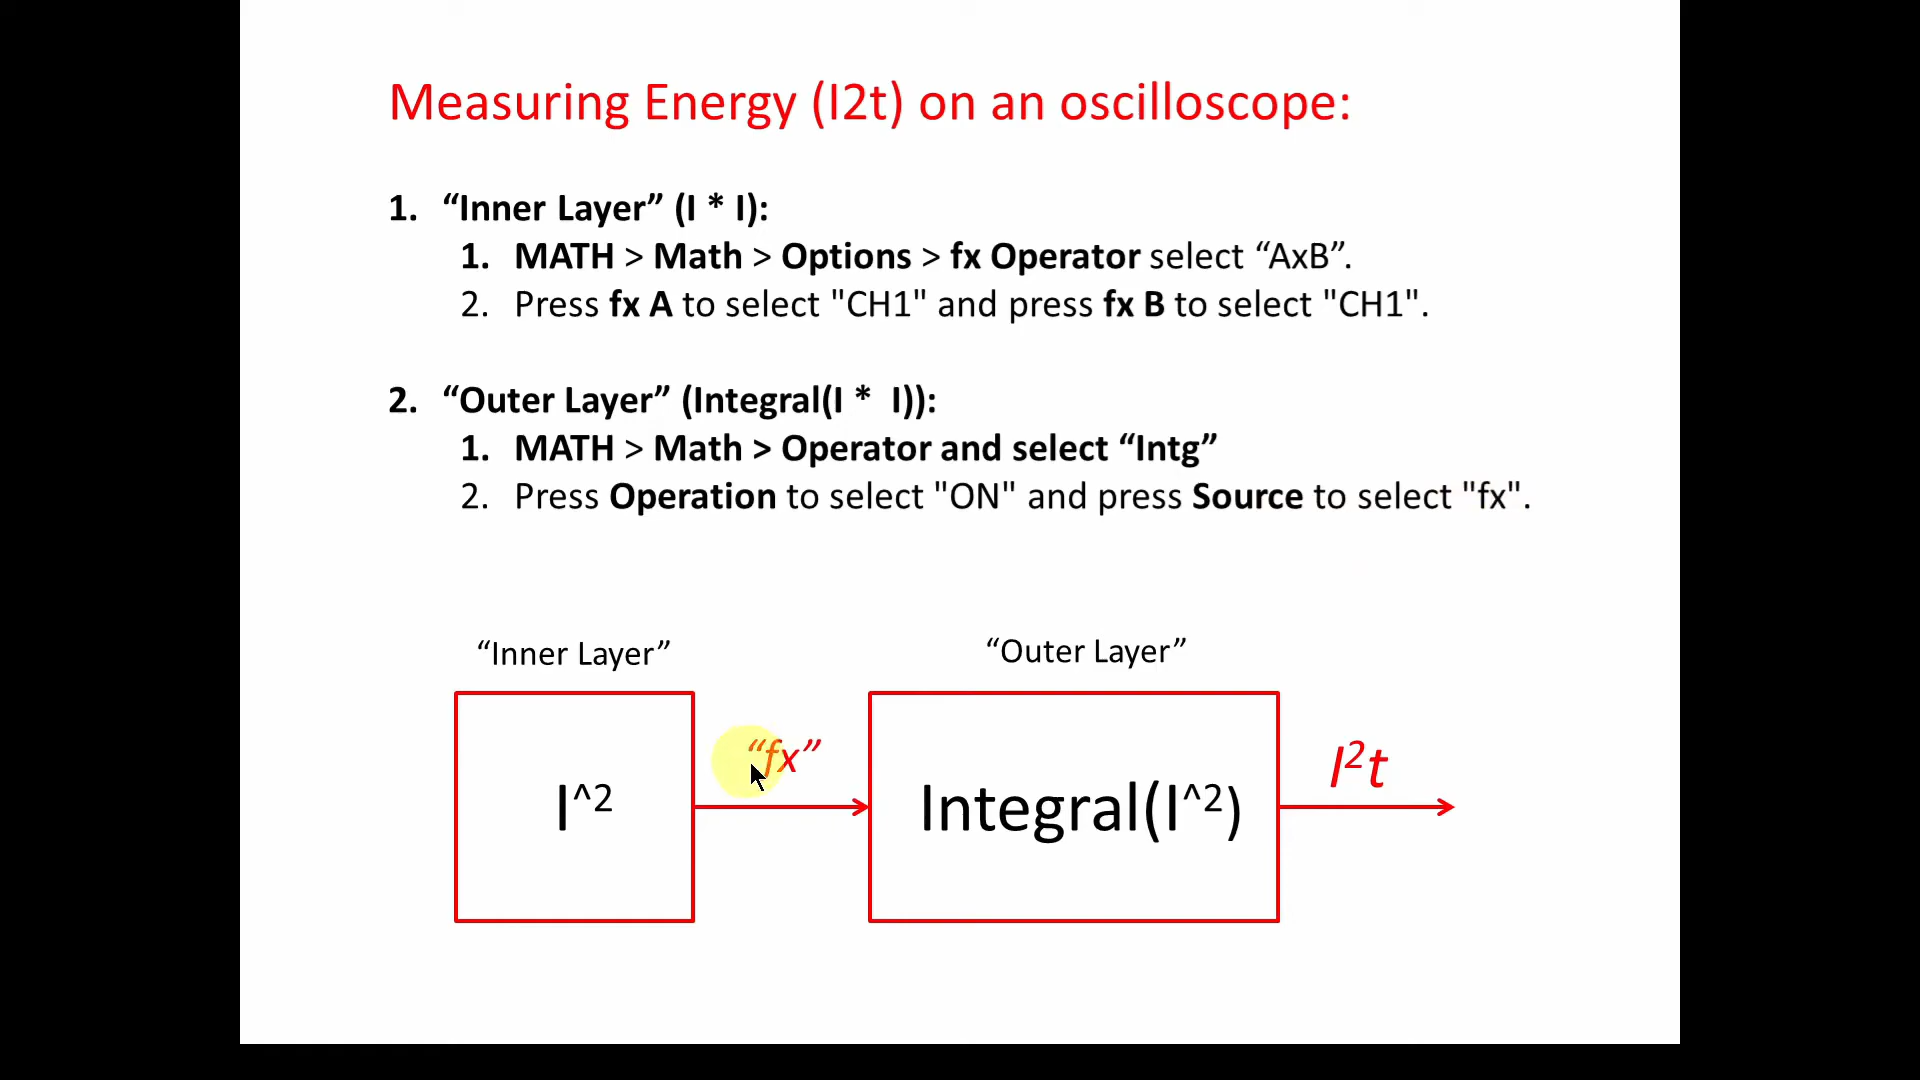 Measuring Energy (I2t) on an oscilloscope:
1. “Inner Layer” (I * I):
1. MATH > Math > Options > fx Operator select “AxB”.
2. Press fx A to select "CH1" and press fx B to select "CH1".
2. “Outer Layer” (Integral(I * I)):
1. MATH > Math > Operator and select “Intg”
2. Press Operation to select "ON" and press Source to select "fx".
“Inner Layer”
“Outer Layer”
“fx”
I²t
I^2
Integral(I^2)